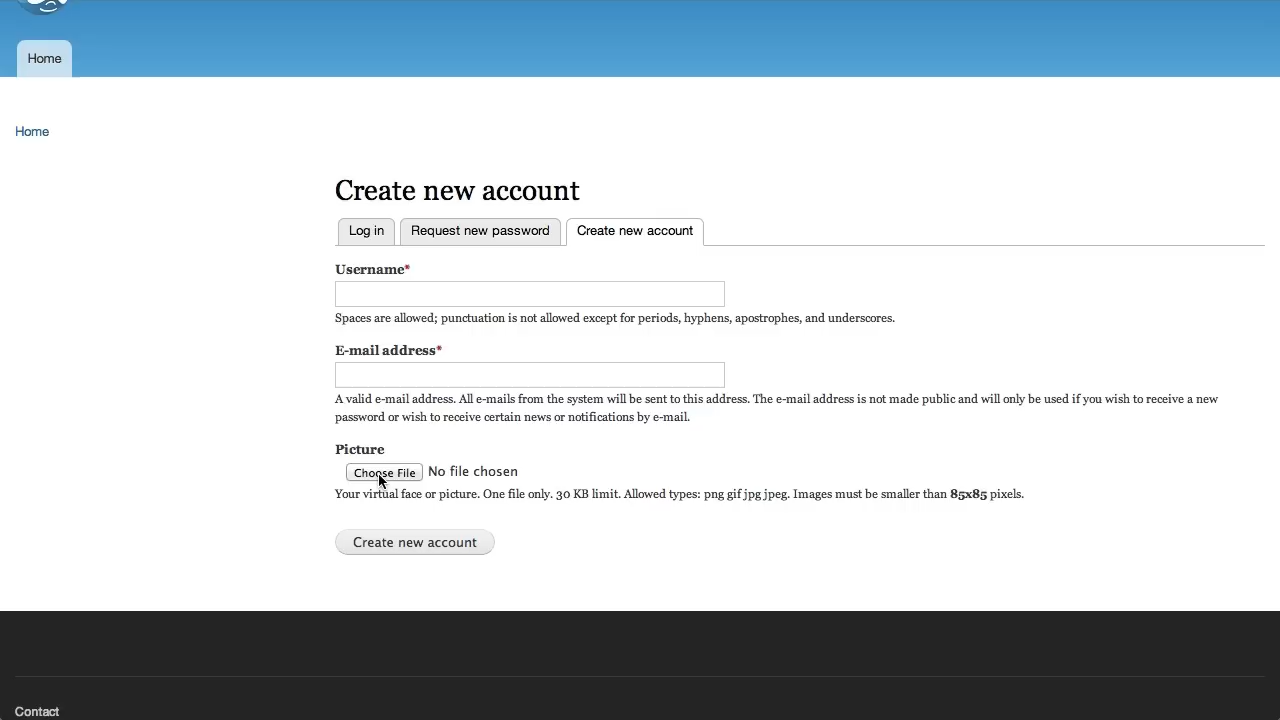 Home
Home
Create new account
Log in
Request new password
Create new account
Username*
Spaces are allowed; punctuation is not allowed except for periods, hyphens, apostrophes, and underscores.
E-mail address*
A valid e-mail address. All e-mails from the system will be sent to this address. The e-mail address is not made public and will only be used if you wish to receive a new
password or wish to receive certain news or notifications by e-mail.
Picture
Choose File No file chosen
Your virtual face or picture. One file only. 30 KB limit. Allowed types: png gif jpg jpeg. Images must be smaller than 85x85 pixels.
Create new account
Contact